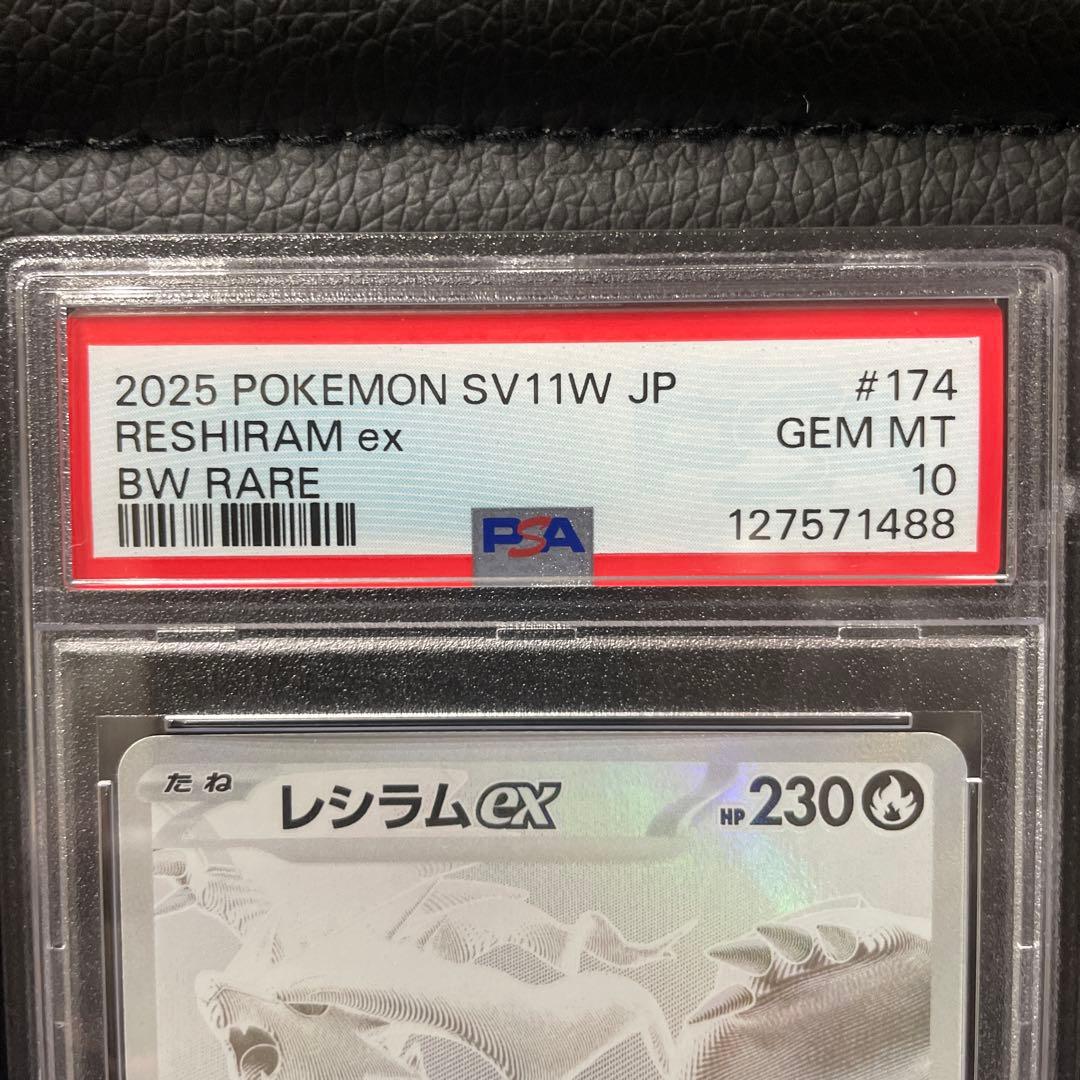 2025 POKEMON SV11W JP #174
RESHIRAM ex GEM MT
BW RARE 10
PSA 127571488
たね レシラムex HP230